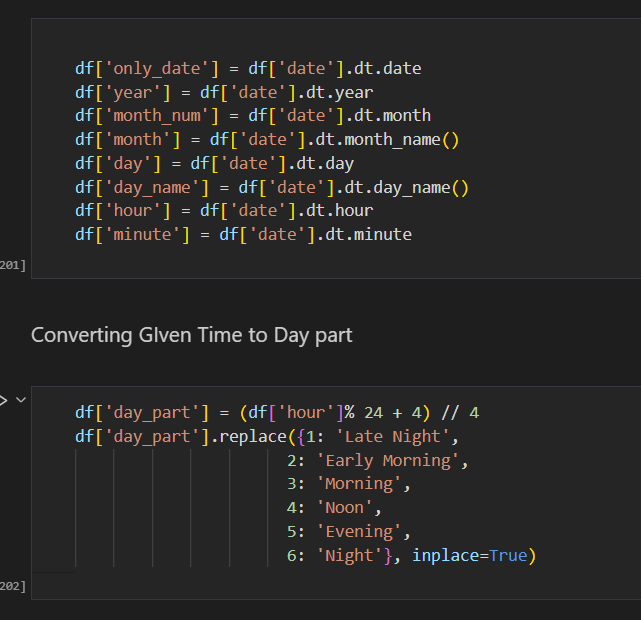 df['only_date'] = df['date'].dt.date
df['year'] = df['date'].dt.year
df['month_num'] = df['date'].dt.month
df['month'] = df['date'].dt.month_name()
df['day'] = df['date'].dt.day
df['day_name'] = df['date'].dt.day_name()
df['hour'] = df['date'].dt.hour
df['minute'] = df['date'].dt.minute
201]
Converting GIven Time to Day part
df['day_part'] = (df['hour']% 24 + 4) // 4
df['day_part'].replace({1: 'Late Night',
2: 'Early Morning',
3: 'Morning',
4: 'Noon',
5: 'Evening',
6: 'Night'}, inplace=True)
202]